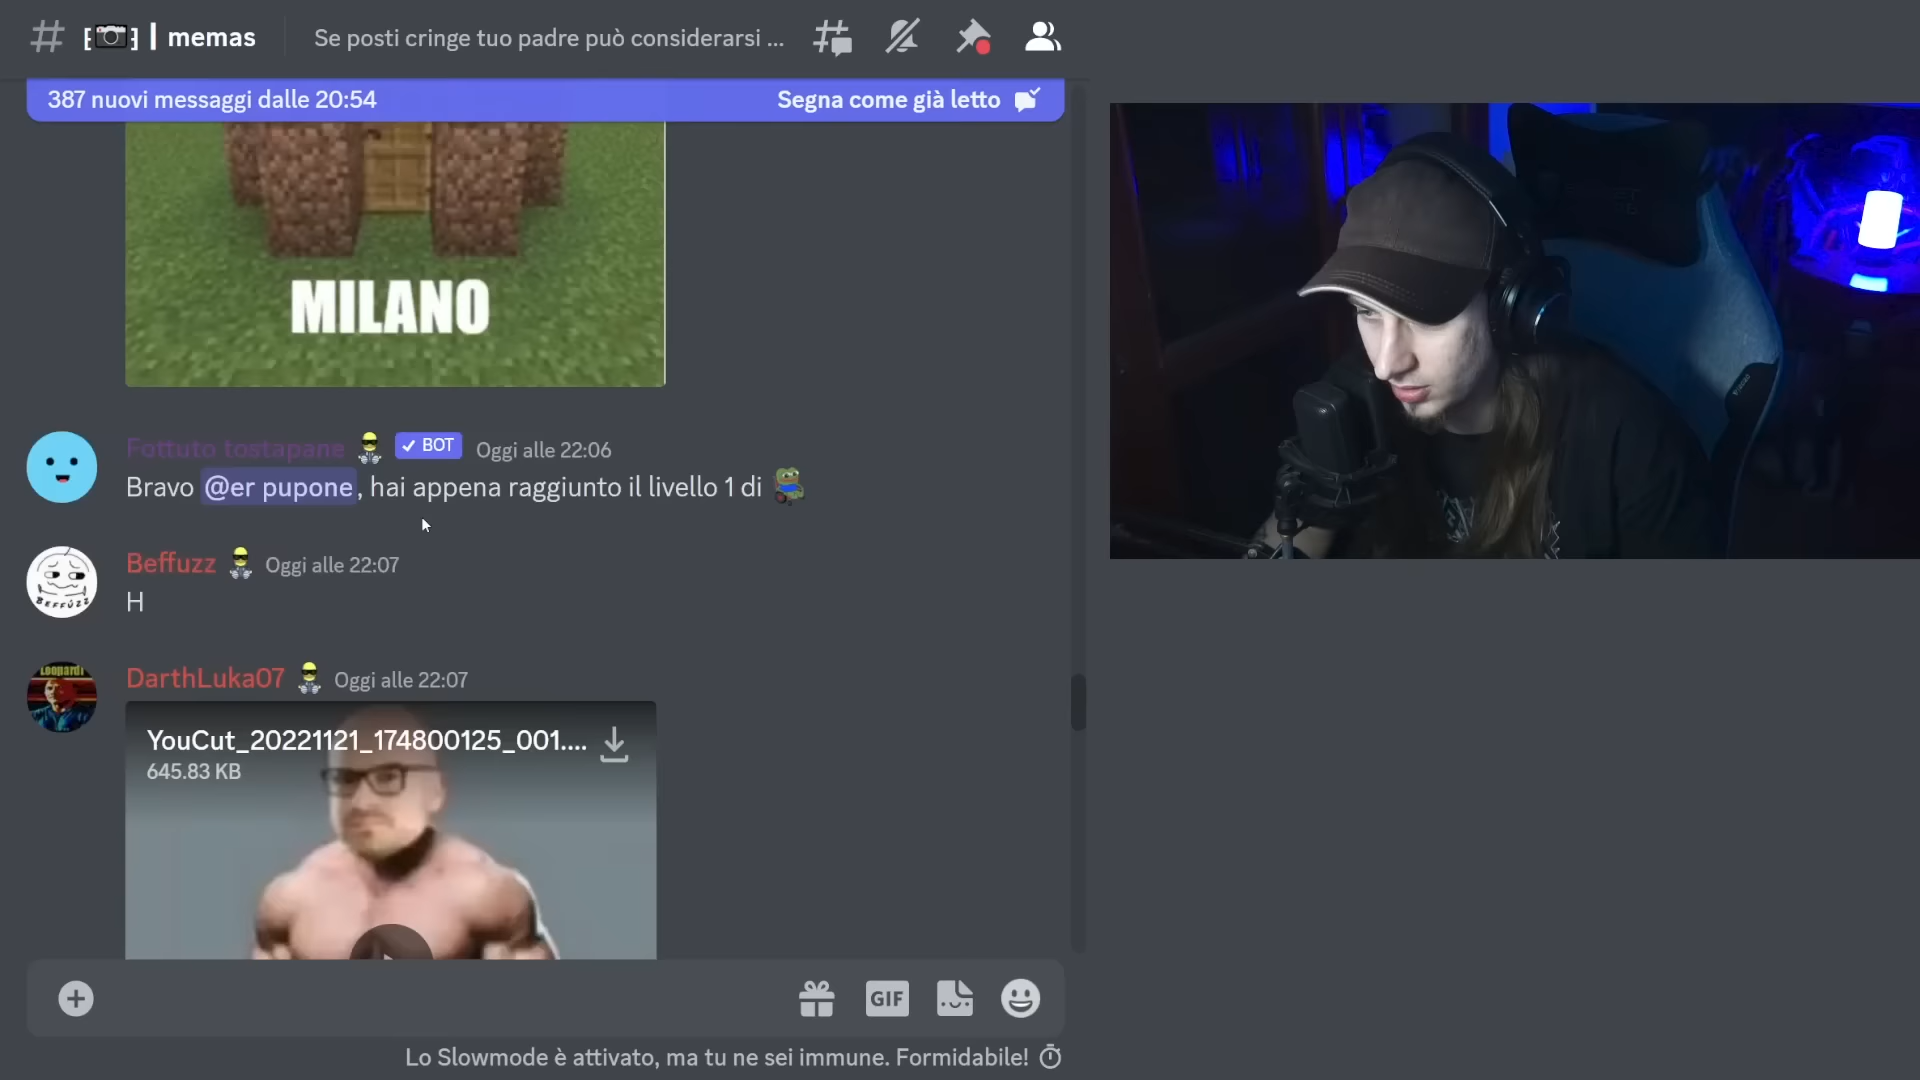 [📷] | memas
Se posti cringe tuo padre può considerarsi ...
387 nuovi messaggi dalle 20:54
Segna come già letto
MILANO
Fottuto tostapane
BOT
Oggi alle 22:06
Bravo @er pupone, hai appena raggiunto il livello 1 di
Beffuzz
Oggi alle 22:07
H
BEFFUZZ
LEOPARDI
DarthLuka07
Oggi alle 22:07
YouCut_20221121_174800125_001....
645.83 KB
GIF
Lo Slowmode è attivato, ma tu ne sei immune. Formidabile!